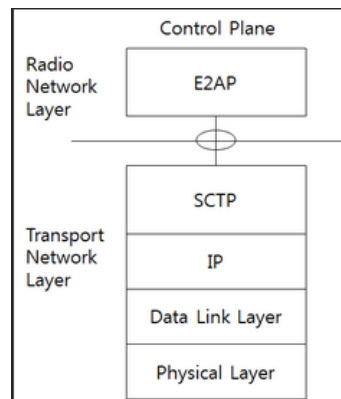 Control Plane
Radio
Network
Layer
E2AP
SCTP
Transport
Network
Layer
IP
Data Link Layer
Physical Layer